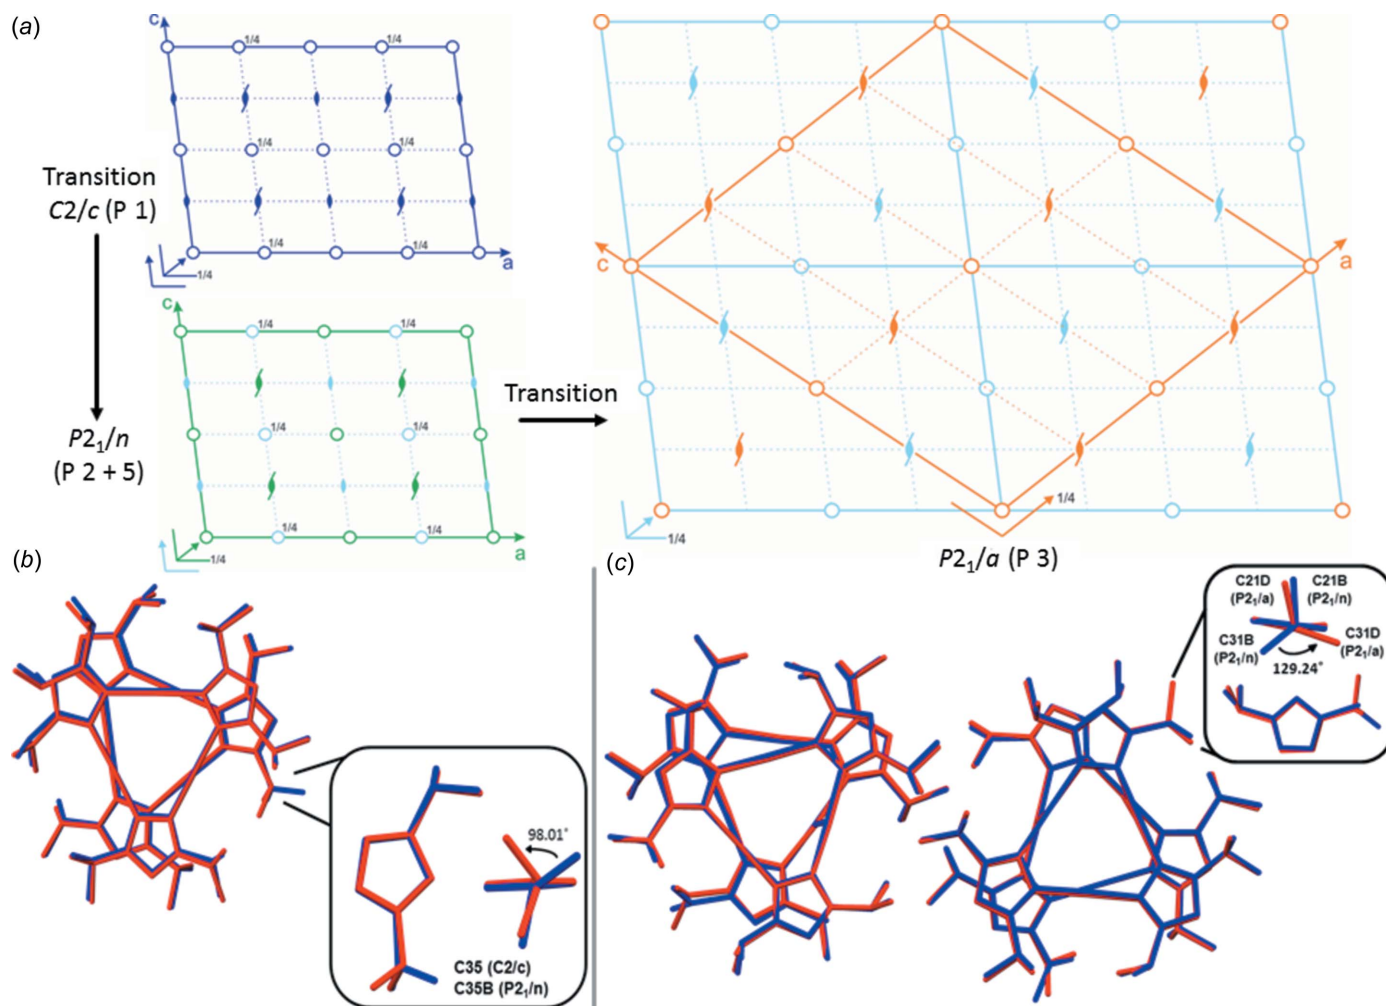 (a)
c
1/4
1/4
1/4
1/4
Transition
C2/c (P 1)
1/4
1/4
a
1/4
c
1/4
1/4
1/4
1/4
P2₁/n
(P 2 + 5)
1/4
1/4
a
1/4
Transition
c
a
1/4
1/4
P2₁/a (P 3)
(b)
98.01°
C35 (C2/c)
C35B (P2₁/n)
(c)
C21D
(P2₁/a)
C21B
(P2₁/n)
C31B
(P2₁/n)
C31D
(P2₁/a)
129.24°